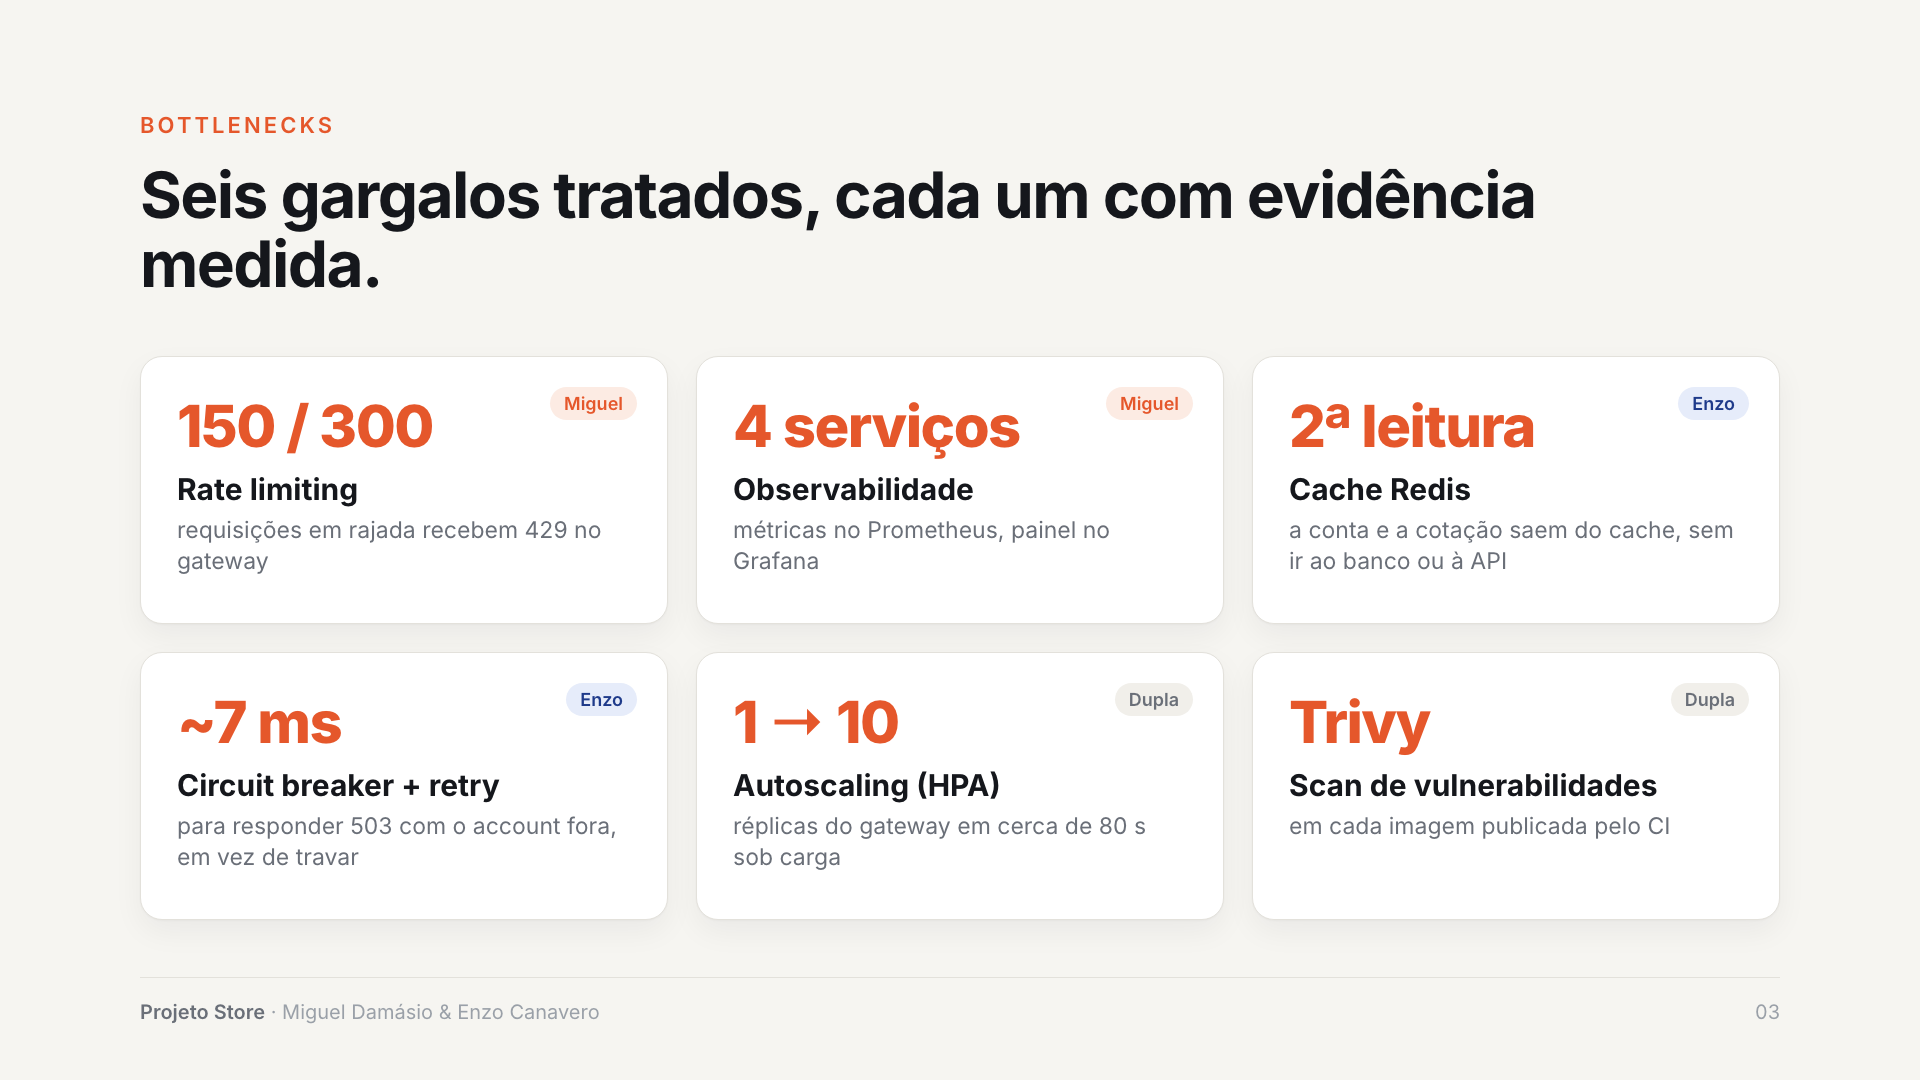 BOTTLENECKS
Seis gargalos tratados, cada um com evidência
medida.
150 / 300
Miguel
Rate limiting
requisições em rajada recebem 429 no
gateway
4 serviços
Miguel
Observabilidade
métricas no Prometheus, painel no
Grafana
2ª leitura
Enzo
Cache Redis
a conta e a cotação saem do cache, sem
ir ao banco ou à API
~7 ms
Enzo
Circuit breaker + retry
para responder 503 com o account fora,
em vez de travar
1 → 10
Dupla
Autoscaling (HPA)
réplicas do gateway em cerca de 80 s
sob carga
Trivy
Dupla
Scan de vulnerabilidades
em cada imagem publicada pelo CI
Projeto Store · Miguel Damásio & Enzo Canavero
03